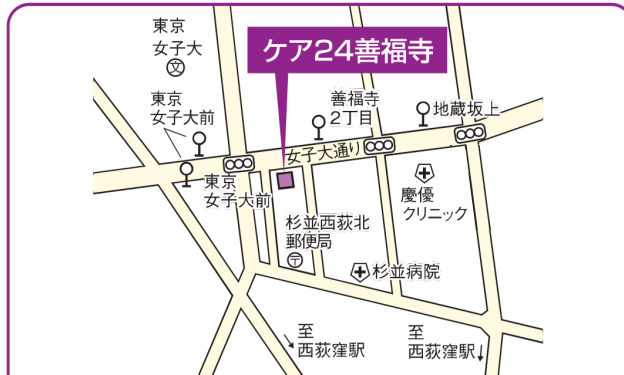 東京
女子大
文
ケア24善福寺
東京
女子大前
善福寺
2丁目
地蔵坂上
女子大通り
東京
女子大前
慶優
クリニック
杉並西荻北
郵便局
〒
杉並病院
至
西荻窪駅
至
西荻窪駅